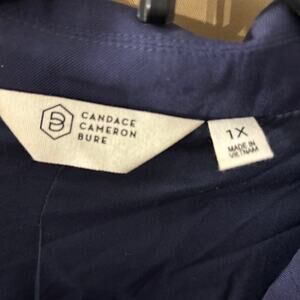 CANDACE
CAMERON
BURE
1X
MADE IN
VIETNAM